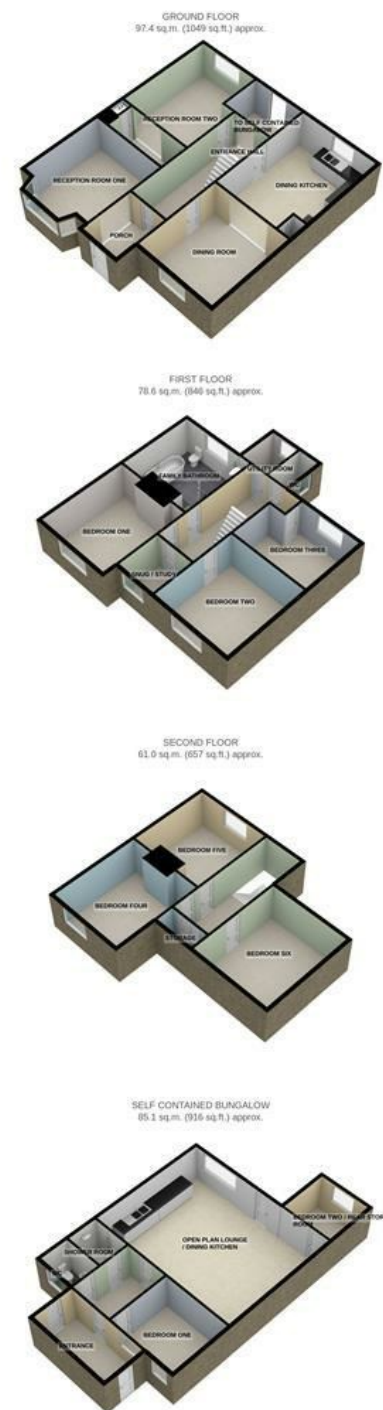 GROUND FLOOR
97.4 sq.m. (1049 sq.ft.) approx.
RECEPTION ROOM TWO
TO SELF CONTAINED
BUNGALOW
ENTRANCE HALL
RECEPTION ROOM ONE
DINING KITCHEN
PORCH
DINING ROOM
FIRST FLOOR
78.6 sq.m. (846 sq.ft.) approx.
FAMILY BATHROOM
UTILITY ROOM
WC
BEDROOM ONE
BEDROOM THREE
SNUG / STUDY
BEDROOM TWO
SECOND FLOOR
61.0 sq.m. (657 sq.ft.) approx.
BEDROOM FIVE
BEDROOM FOUR
STORAGE
BEDROOM SIX
SELF CONTAINED BUNGALOW
85.1 sq.m. (916 sq.ft.) approx.
BEDROOM TWO / REAR STOR
ROOM
OPEN PLAN LOUNGE
/ DINING KITCHEN
SHOWER ROOM
ENTRANCE
BEDROOM ONE